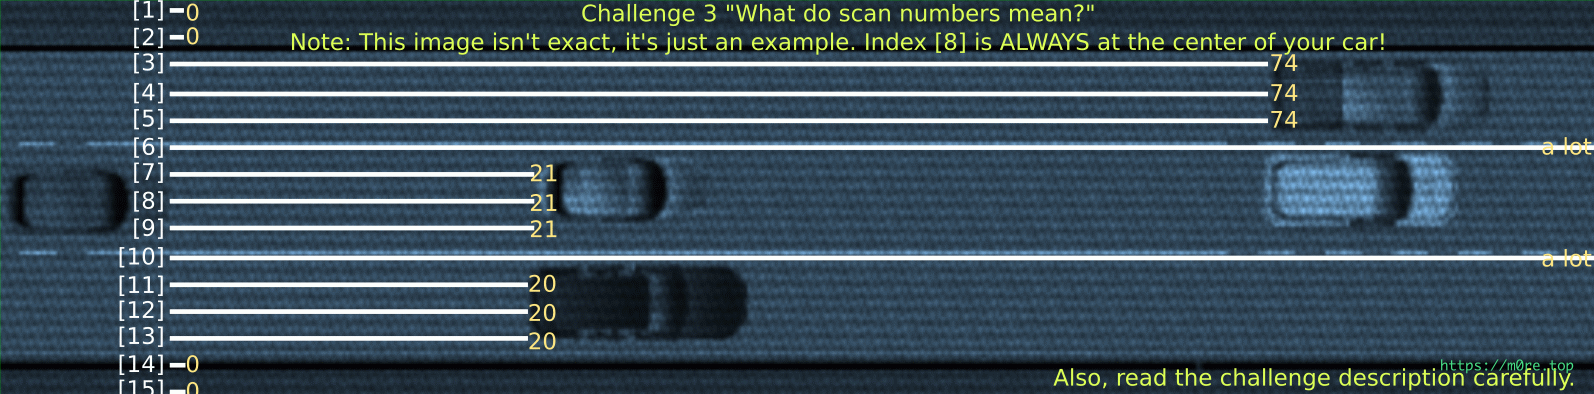 [1] 0 Challenge 3 "What do scan numbers mean?"
[2] 0 Note: This image isn't exact, it's just an example. Index [8] is ALWAYS at the center of your car!
[3] 74
[4] 74
[5] 74
[6] a lot
[7] 21
[8] 21
[9] 21
[10] a lot
[11] 20
[12] 20
[13] 20
[14] 0
https://m0re.top
Also, read the challenge description carefully.
[15] 0